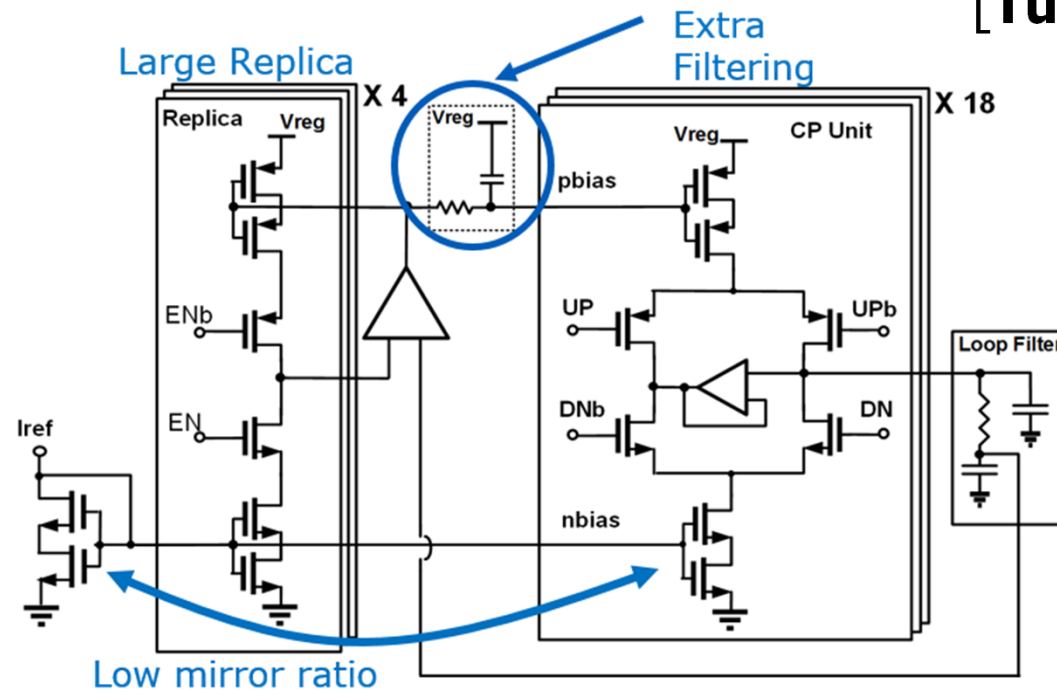 [Tu
Extra
Filtering
Large Replica
X 4
X 18
Replica
Vreg
Vreg
Vreg
CP Unit
pbias
ENb
UP
UPb
Loop Filter
EN
DNb
DN
Iref
nbias
Low mirror ratio